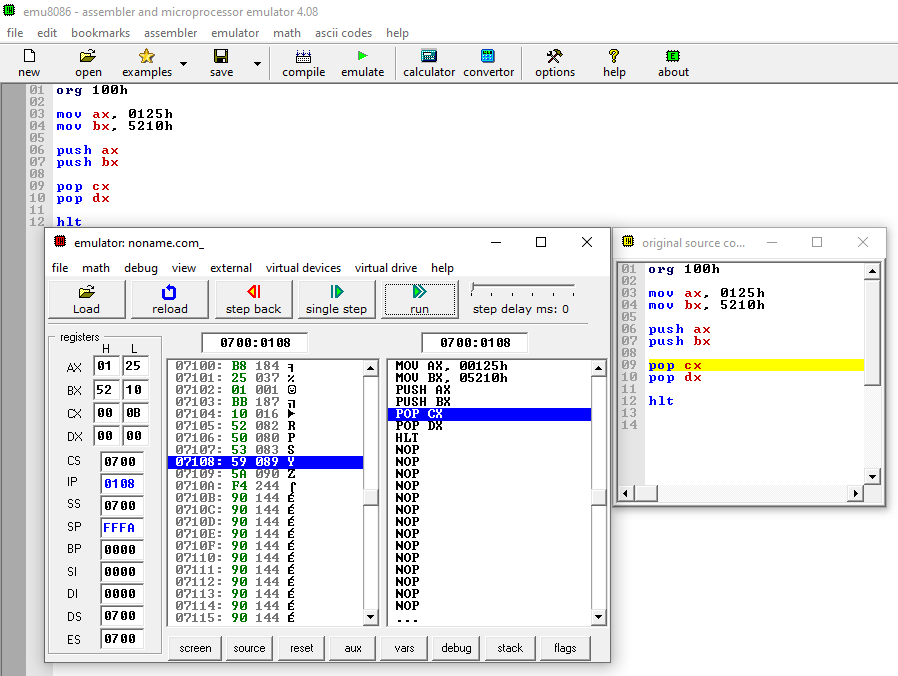 emu8086 - assembler and microprocessor emulator 4.08
file edit bookmarks assembler emulator math ascii codes help
new open examples save compile emulate calculator convertor options help about
01 org 100h
02
03 mov ax, 0125h
04 mov bx, 5210h
05
06 push ax
07 push bx
08
09 pop cx
10 pop dx
11
12 hlt
emulator: noname.com_
file math debug view external virtual devices virtual drive help
Load reload step back single step run step delay ms: 0
registers
H L
AX 01 25
BX 52 10
CX 00 0B
DX 00 00
CS 0700
IP 0108
SS 0700
SP FFFA
BP 0000
SI 0000
DI 0000
DS 0700
ES 0700
0700:0108
07100: B8 184 ╕
07101: 25 037 %
07102: 01 001 ☺
07103: BB 187 ╗
07104: 10 016 ►
07105: 52 082 R
07106: 50 080 P
07107: 53 083 S
07108: 59 089 Y
07109: 5A 090 Z
0710A: F4 244 ⌠
0710B: 90 144 É
0710C: 90 144 É
0710D: 90 144 É
0710E: 90 144 É
0710F: 90 144 É
07110: 90 144 É
07111: 90 144 É
07112: 90 144 É
07113: 90 144 É
07114: 90 144 É
07115: 90 144 É
0700:0108
MOV AX, 00125h
MOV BX, 05210h
PUSH AX
PUSH BX
POP CX
POP DX
HLT
NOP
NOP
NOP
NOP
NOP
NOP
NOP
NOP
NOP
NOP
NOP
NOP
NOP
NOP
...
screen source reset aux vars debug stack flags
original source co...
01 org 100h
02
03 mov ax, 0125h
04 mov bx, 5210h
05
06 push ax
07 push bx
08
09 pop cx
10 pop dx
11
12 hlt
13
14